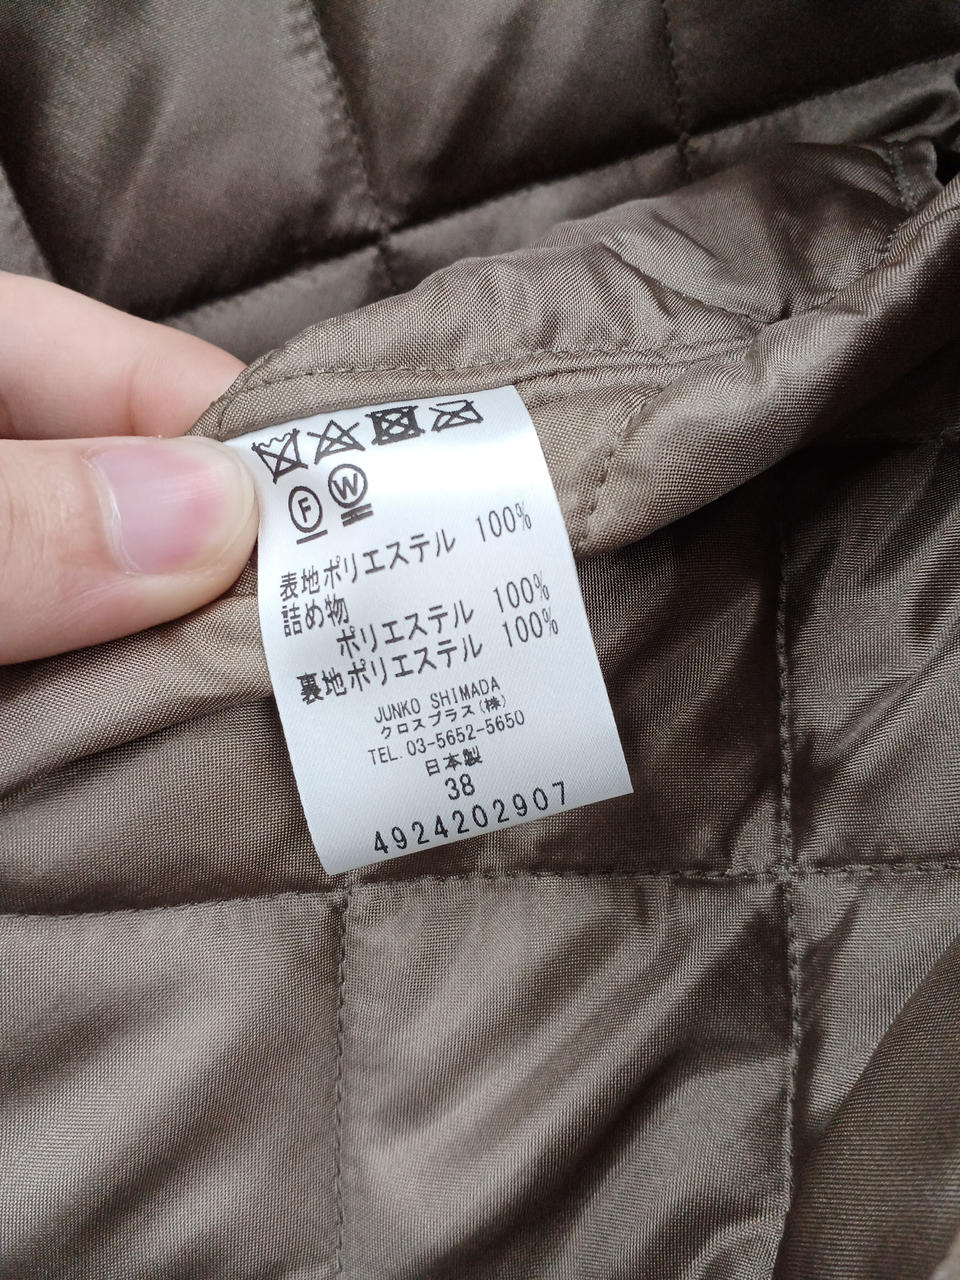 F W
表地ポリエステル 100%
詰め物
ポリエステル 100%
裏地ポリエステル 100%
JUNKO SHIMADA
クロスプラス(株)
TEL.03-5652-5650
日本製
38
4924202907